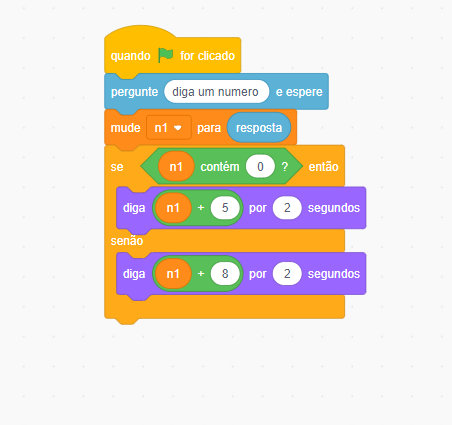 quando for clicado
pergunte diga um numero e espere
mude n1 para resposta
se n1 contém 0 ? então
diga n1 + 5 por 2 segundos
senão
diga n1 + 8 por 2 segundos